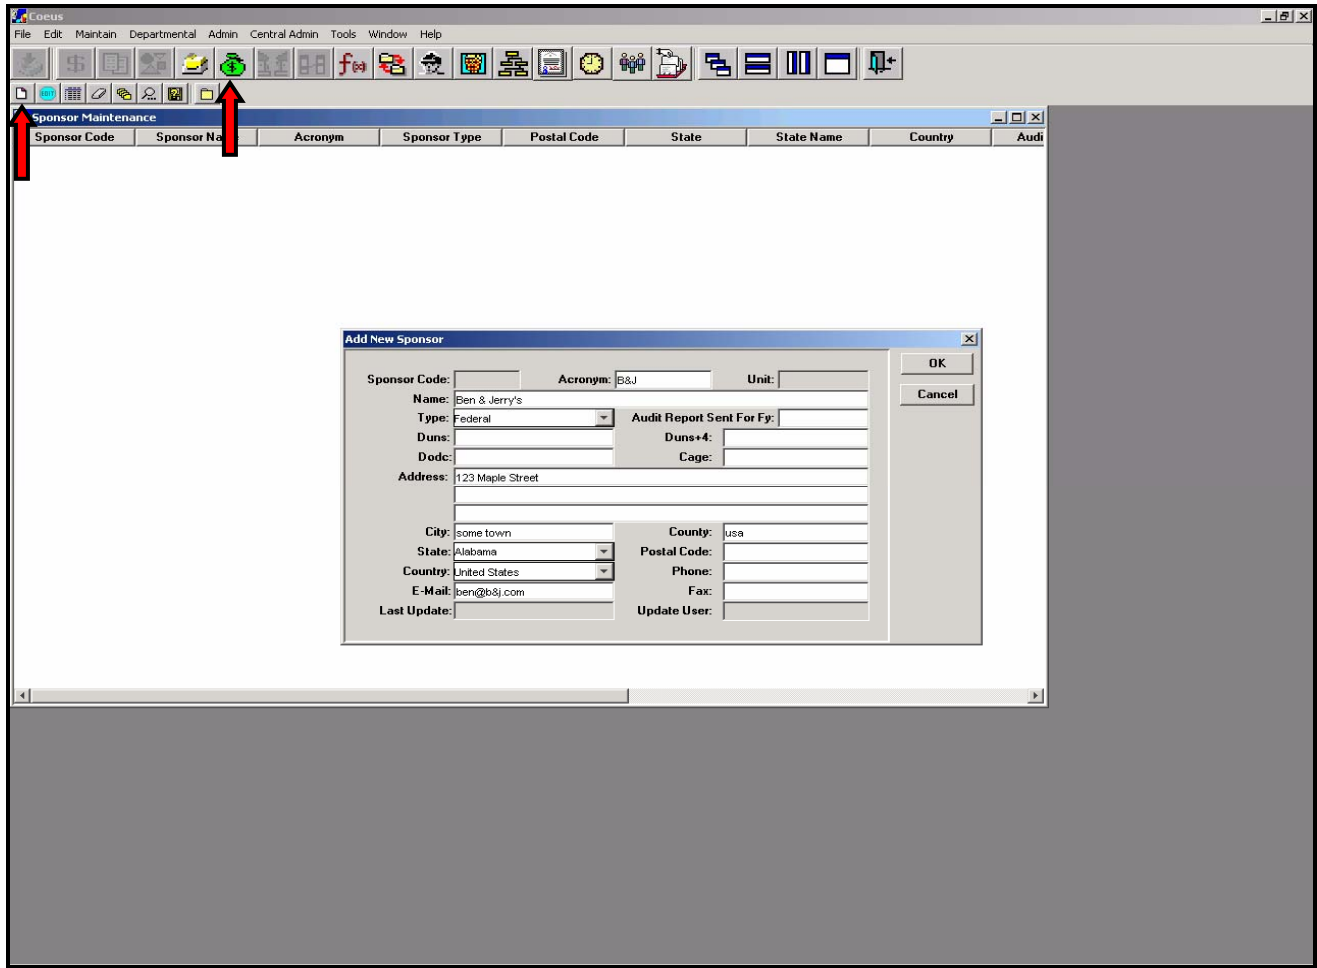 Coeus
File Edit Maintain Departmental Admin Central Admin Tools Window Help
Sponsor Maintenance
Sponsor Code Sponsor Na Acronym Sponsor Type Postal Code State State Name Country Audi
Add New Sponsor
OK
Sponsor Code: Acronym: B&J Unit:
Cancel
Name: Ben & Jerry's
Type: Federal Audit Report Sent For Fy:
Duns: Duns+4:
Dodc: Cage:
Address: 123 Maple Street
City: some town County: usa
State: Alabama Postal Code:
Country: United States Phone:
E-Mail: ben@b&j.com Fax:
Last Update: Update User: